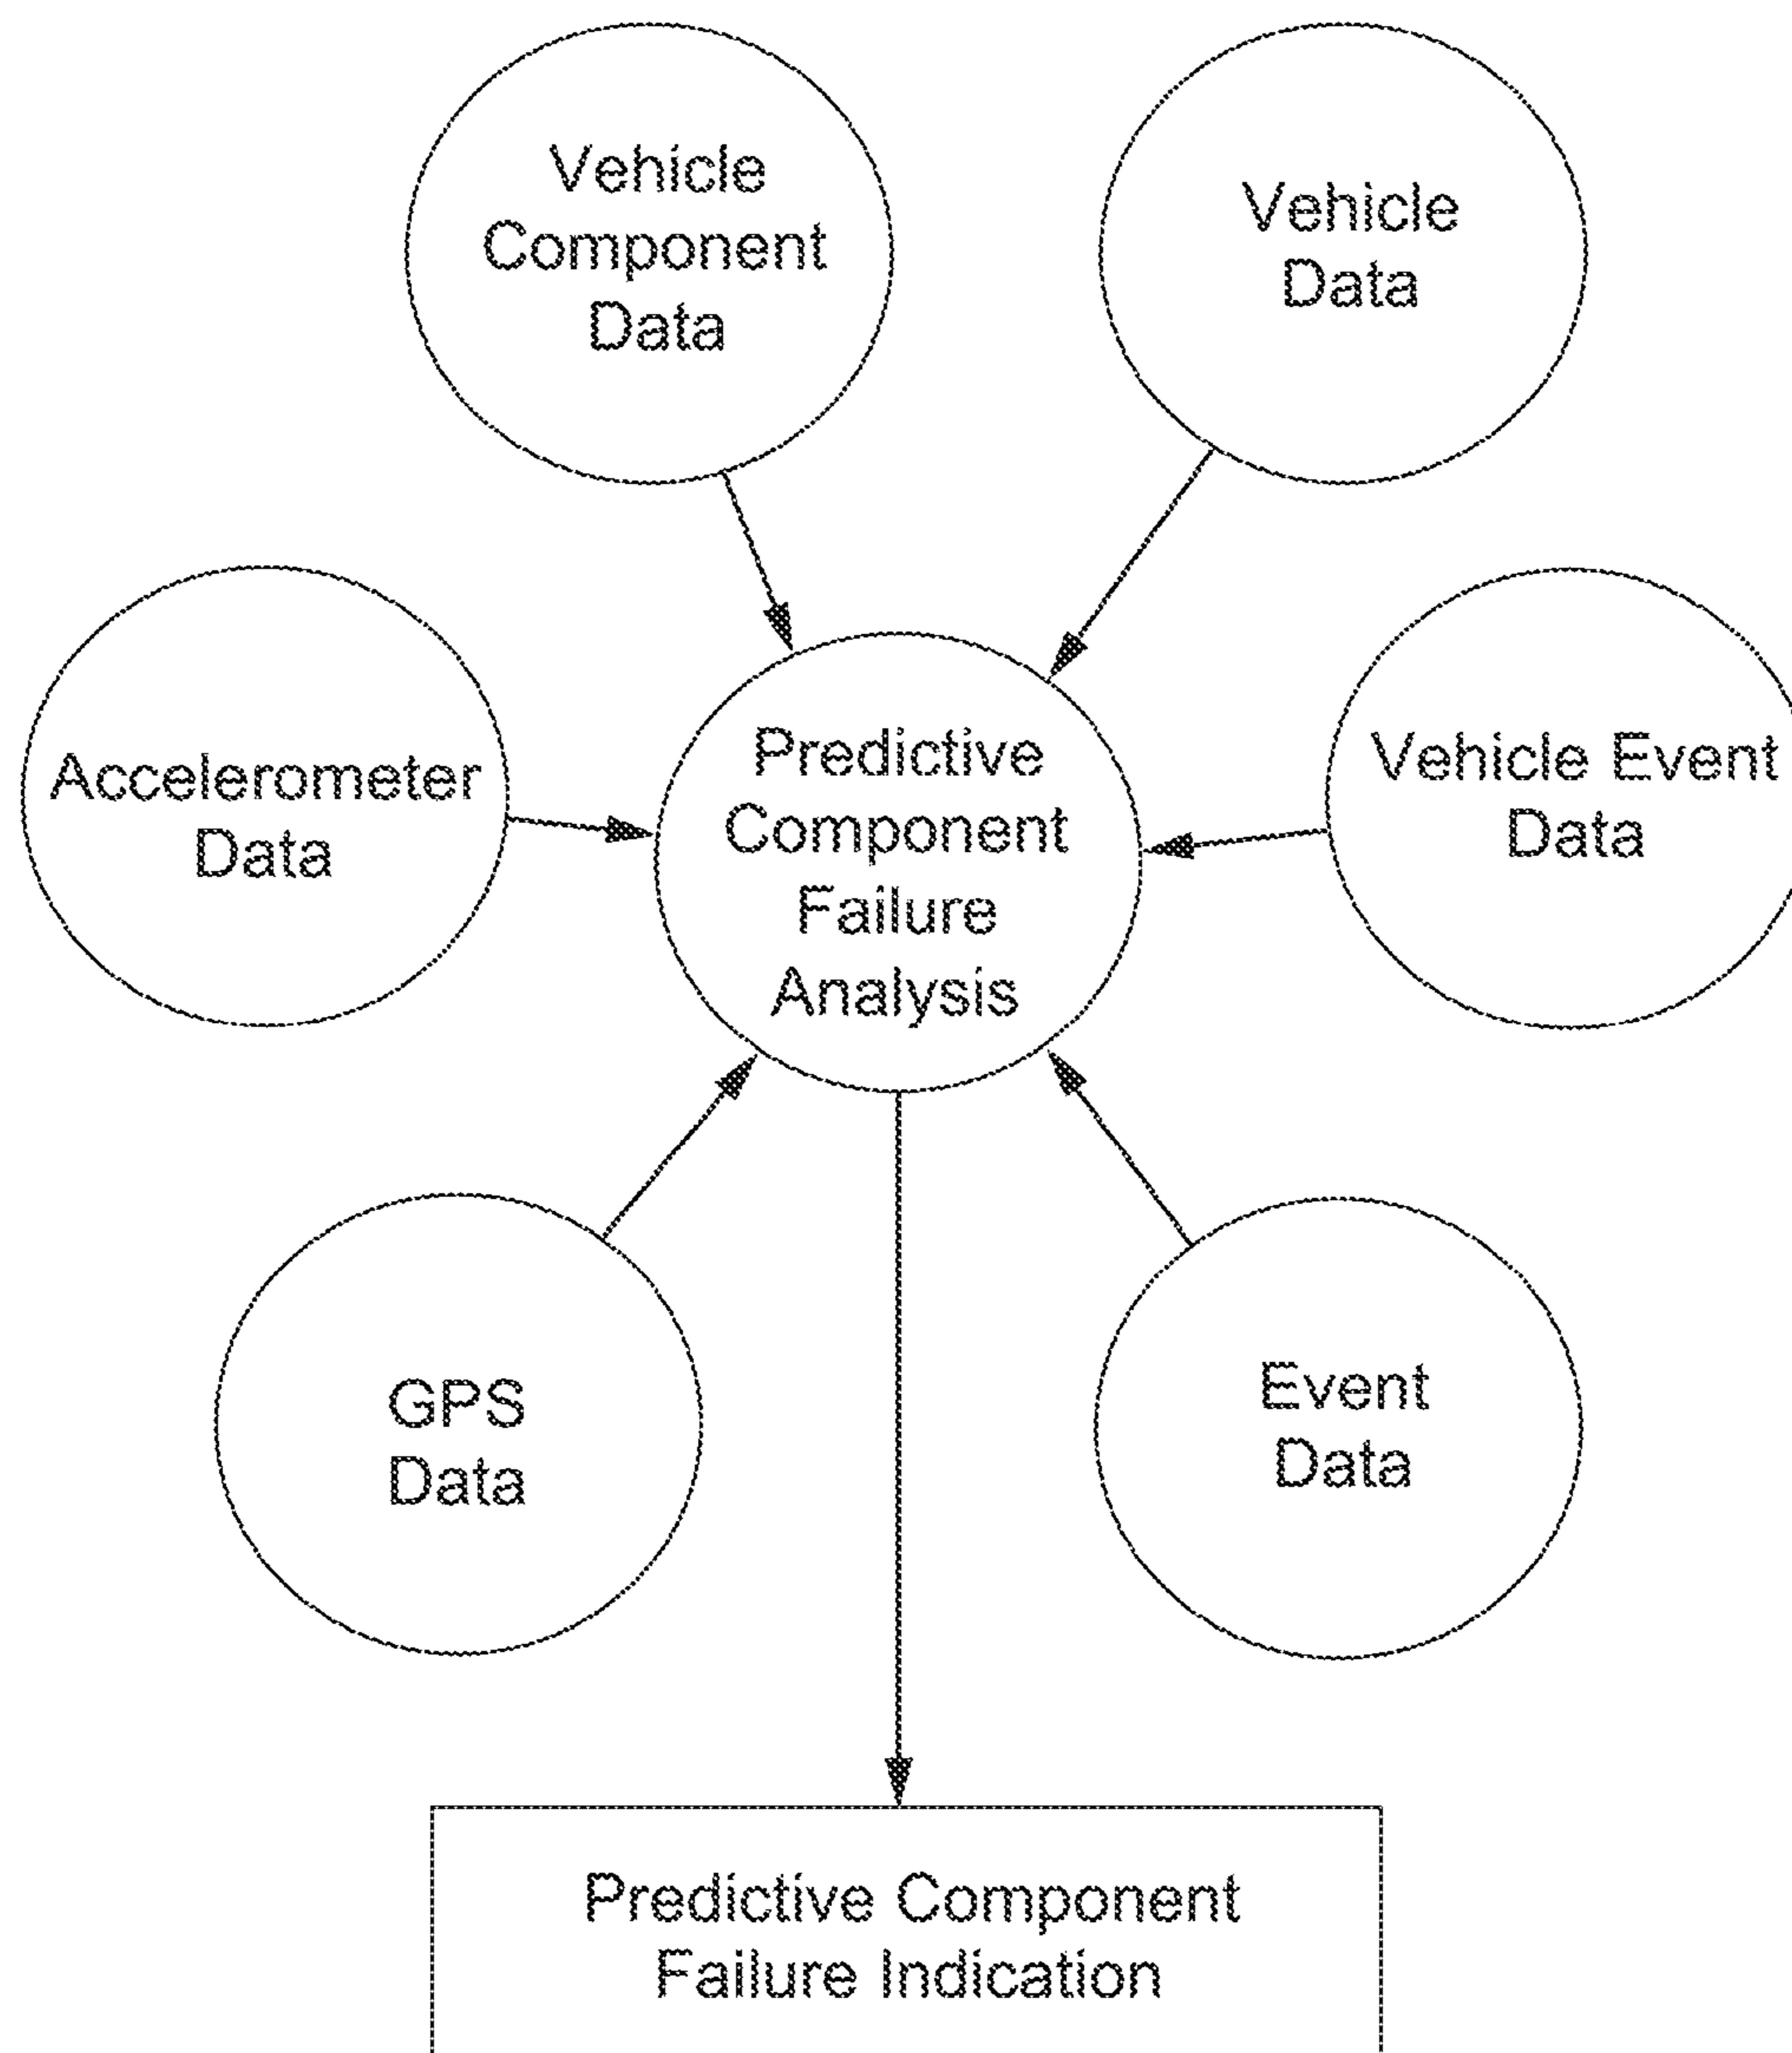 Vehicle
Component
Data
Vehicle
Data
Accelerometer
Data
Predictive
Component
Failure
Analysis
Vehicle Event
Data
GPS
Data
Event
Data
Predictive Component
Failure Indication